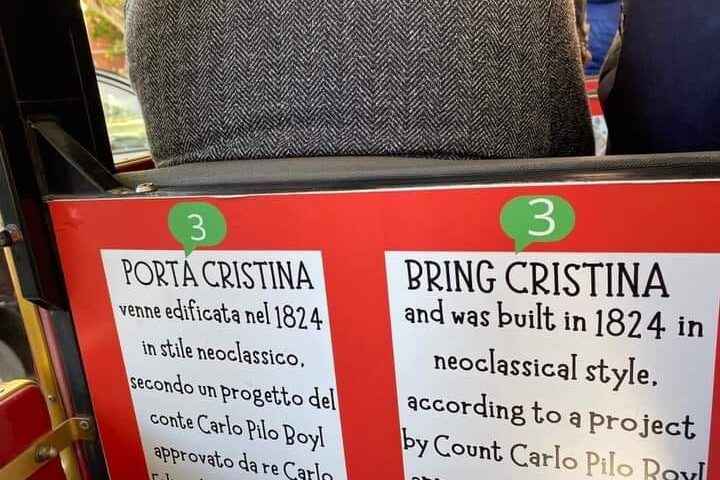 3
PORTA CRISTINA
venne edificata nel 1824
in stile neoclassico,
secondo un progetto del
conte Carlo Pilo Boyl
approvato da re Carlo
3
BRING CRISTINA
and was built in 1824 in
neoclassical style,
according to a project
by Count Carlo Pilo Boyl